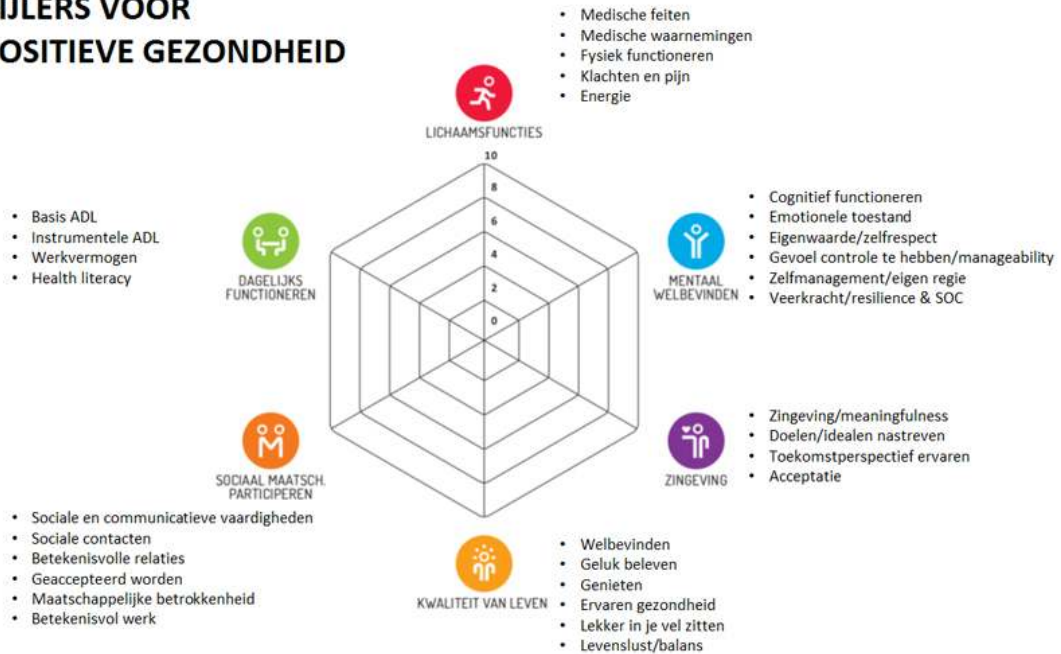 IJLERS VOOR
OSITIEVE GEZONDHEID
• Medische feiten
• Medische waarnemingen
• Fysiek functioneren
• Klachten en pijn
• Energie
LICHAAMSFUNCTIES
10
8
6
4
2
0
• Cognitief functioneren
• Emotionele toestand
• Eigenwaarde/zelfrespect
• Gevoel controle te hebben/manageability
• Zelfmanagement/eigen regie
• Veerkracht/resilience & SOC
MENTAAL
WELBEVINDEN
• Zingeving/meaningfulness
• Doelen/idealen nastreven
• Toekomstperspectief ervaren
• Acceptatie
ZINGEVING
• Welbevinden
• Geluk beleven
• Genieten
• Ervaren gezondheid
• Lekker in je vel zitten
• Levenslust/balans
KWALITEIT VAN LEVEN
SOCIAAL MAATSCH.
PARTICIPEREN
• Sociale en communicatieve vaardigheden
• Sociale contacten
• Betekenisvolle relaties
• Geaccepteerd worden
• Maatschappelijke betrokkenheid
• Betekenisvol werk
• Basis ADL
• Instrumentele ADL
• Werkvermogen
• Health literacy
DAGELIJKS
FUNCTIONEREN